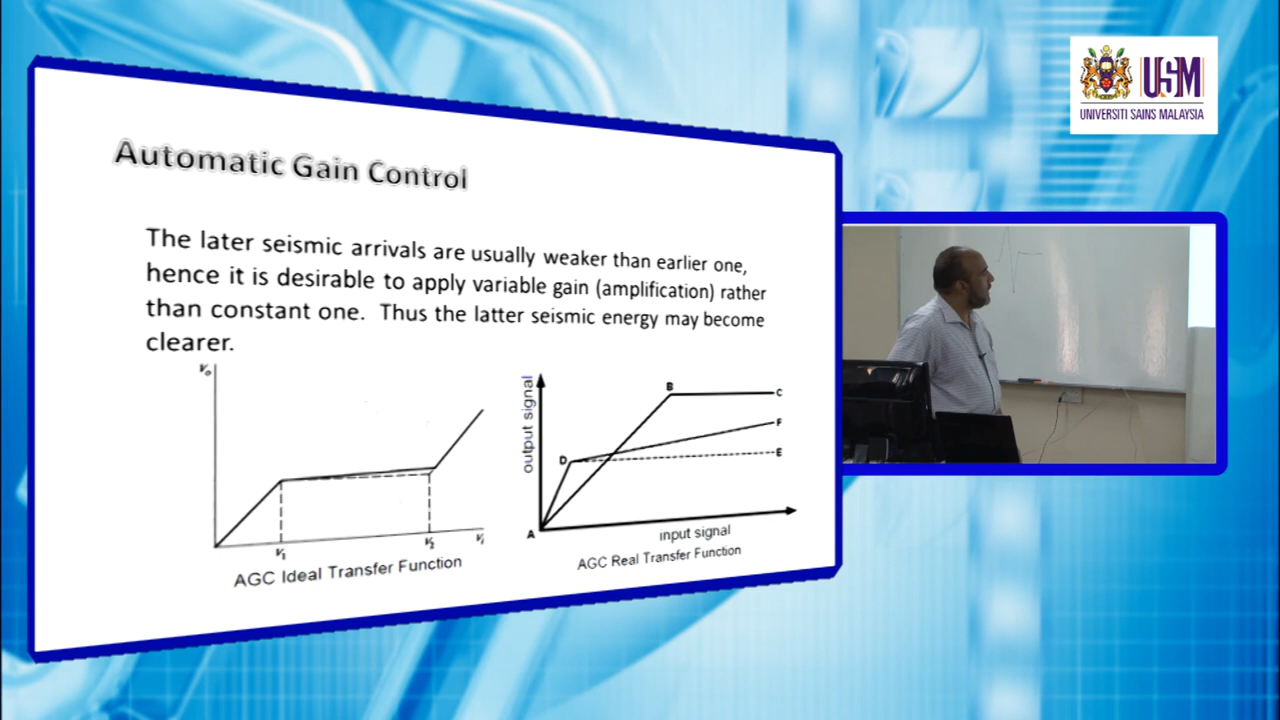 USM
UNIVERSITI SAINS MALAYSIA
Automatic Gain Control
The later seismic arrivals are usually weaker than earlier one,
hence it is desirable to apply variable gain (amplification) rather
than constant one. Thus the latter seismic energy may become
clearer.
Vo
V1
V2
Vi
AGC Ideal Transfer Function
output signal
B
C
F
D
E
A
input signal
AGC Real Transfer Function